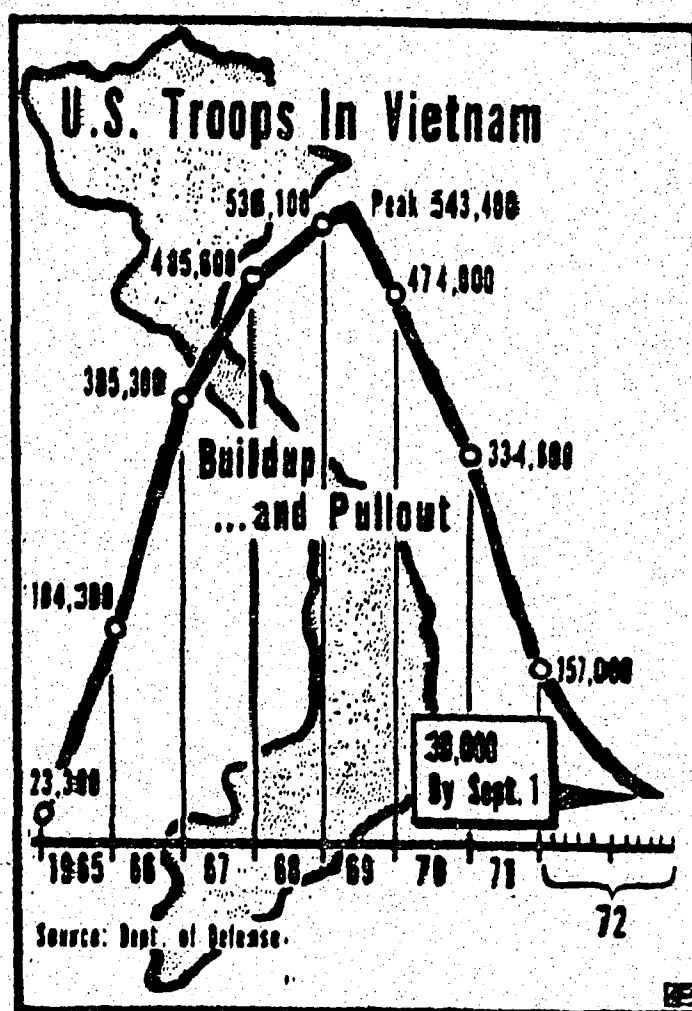 U.S. Troops In Vietnam
536,100
Peak 543,400
485,600
474,800
385,300
334,600
Buildup
...and Pullout
184,300
157,000
23,300
39,000
By Sept. 1
1965 66 67 68 69 70 71
72
Source: Dept. of Defense